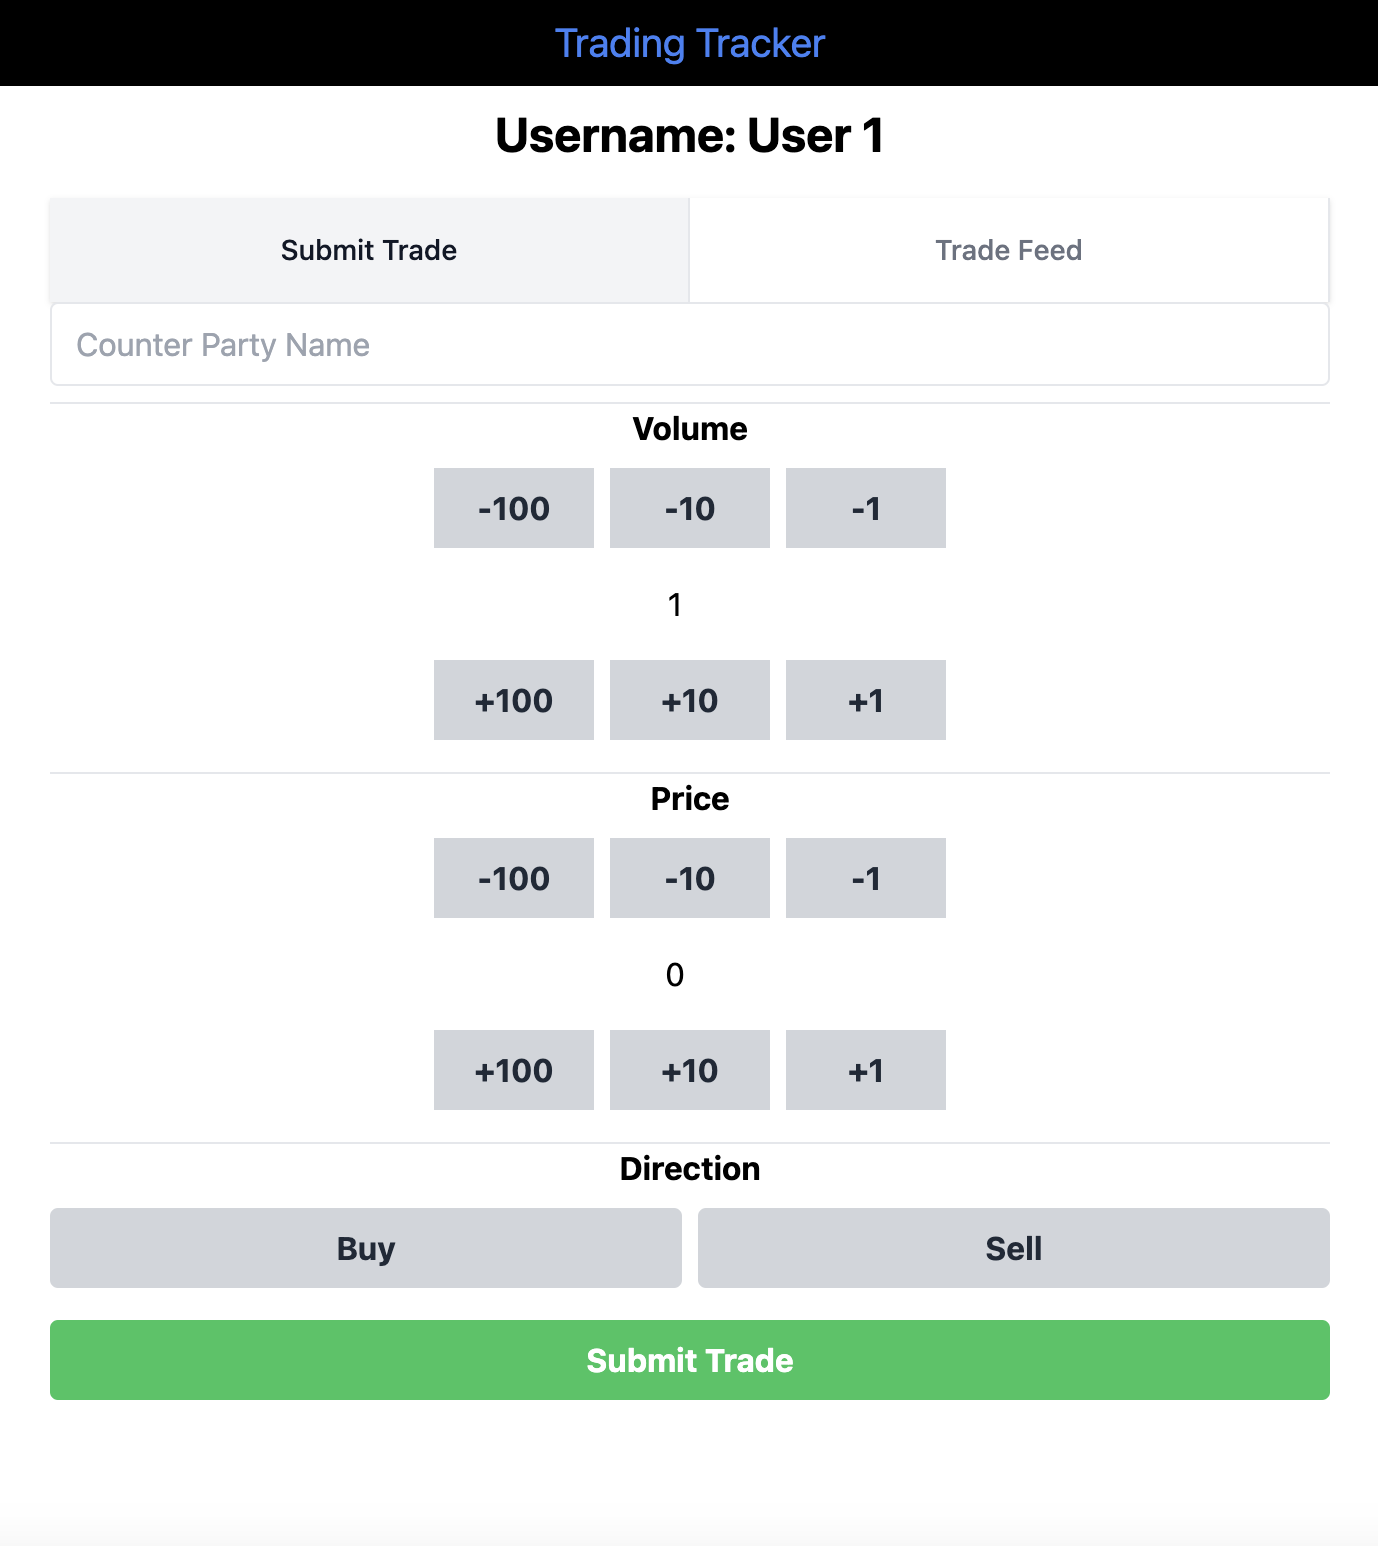 Trading Tracker
Username: User 1
Submit Trade Trade Feed
Counter Party Name
Volume
-100 -10 -1
1
+100 +10 +1
Price
-100 -10 -1
0
+100 +10 +1
Direction
Buy Sell
Submit Trade